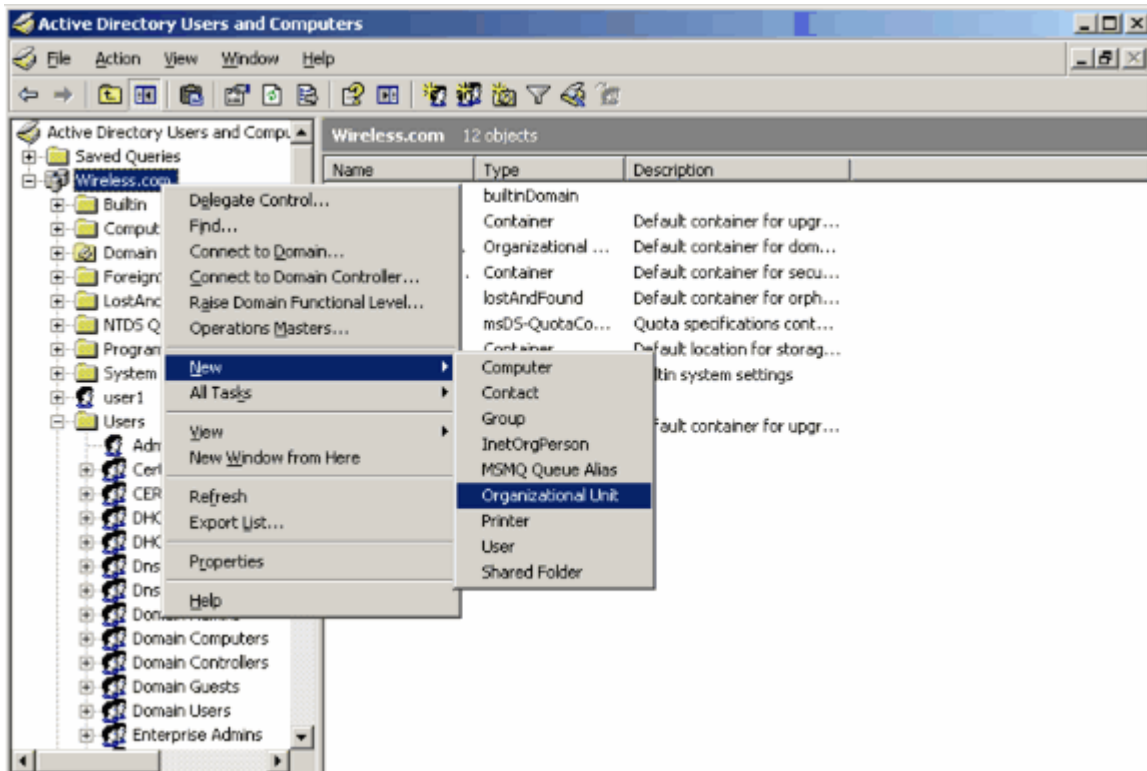 Active Directory Users and Computers
File Action View Window Help
Active Directory Users and Compu
Saved Queries
Wireless.com
Builtin
Comput
Domain
Foreign
LostAnd
NTDS Q
Program
System
user1
Users
Adm
Cert
CER
DHC
DHC
Dns
Dns
Domain Computers
Domain Controllers
Domain Guests
Domain Users
Enterprise Admins
Delegate Control...
Find...
Connect to Domain...
Connect to Domain Controller...
Raise Domain Functional Level...
Operations Masters...
New
All Tasks
View
New Window from Here
Refresh
Export List...
Properties
Help
Computer
Contact
Group
InetOrgPerson
MSMQ Queue Alias
Organizational Unit
Printer
User
Shared Folder
Wireless.com 12 objects
Name Type Description
builtinDomain
Container Default container for upgr...
Organizational ... Default container for dom...
Container Default container for secu...
lostAndFound Default container for orph...
msDS-QuotaCo... Quota specifications cont...
Container Default location for storag...
ltin system settings
fault container for upgr...